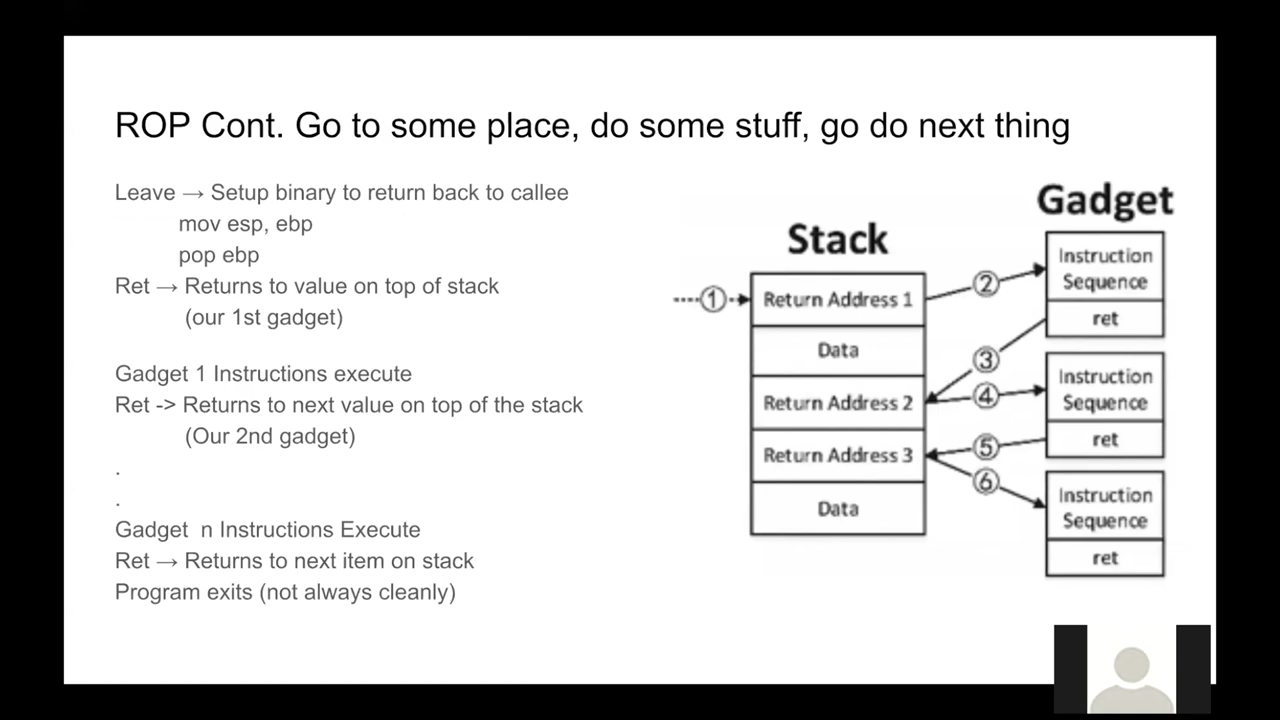 ROP Cont. Go to some place, do some stuff, go do next thing
Leave → Setup binary to return back to callee
mov esp, ebp
pop ebp
Ret → Returns to value on top of stack
(our 1st gadget)
Gadget 1 Instructions execute
Ret -> Returns to next value on top of the stack
(Our 2nd gadget)
.
.
Gadget n Instructions Execute
Ret → Returns to next item on stack
Program exits (not always cleanly)
Stack
Return Address 1
Data
Return Address 2
Return Address 3
Data
①
②
③
④
⑤
⑥
Gadget
Instruction
Sequence
ret
Instruction
Sequence
ret
Instruction
Sequence
ret